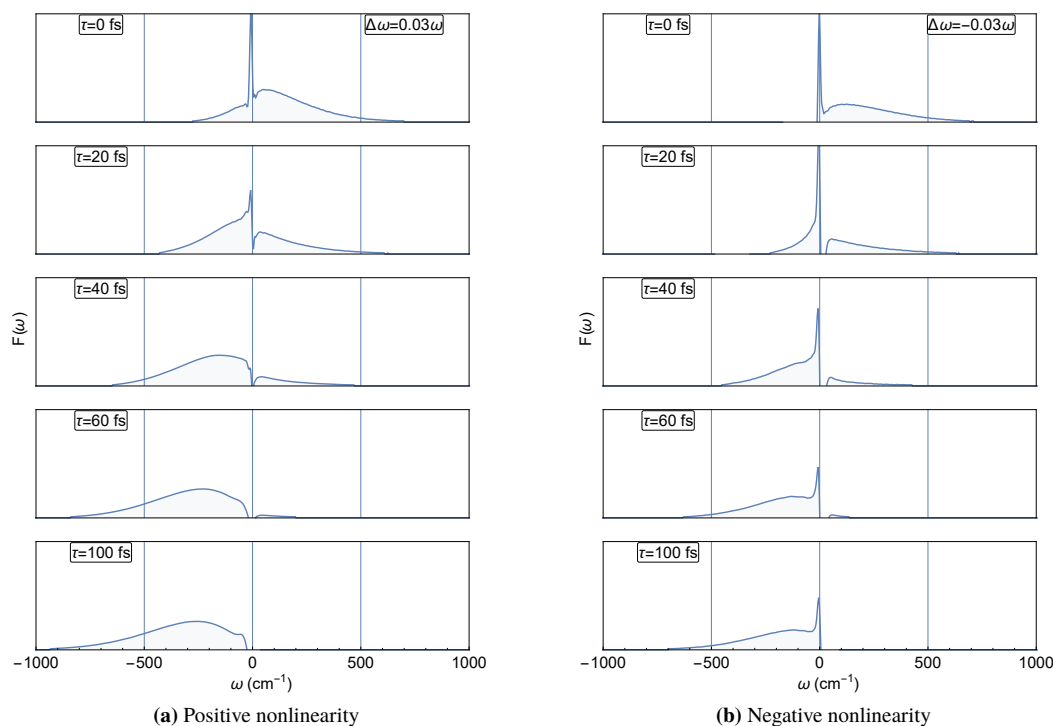 τ=0 fs
Δω=0.03ω
τ=20 fs
τ=40 fs
τ=60 fs
τ=100 fs
F(ω)
−1000 −500 0 500 1000
ω (cm⁻¹)
(a) Positive nonlinearity
τ=0 fs
Δω=−0.03ω
τ=20 fs
τ=40 fs
τ=60 fs
τ=100 fs
F(ω)
−1000 −500 0 500 1000
ω (cm⁻¹)
(b) Negative nonlinearity